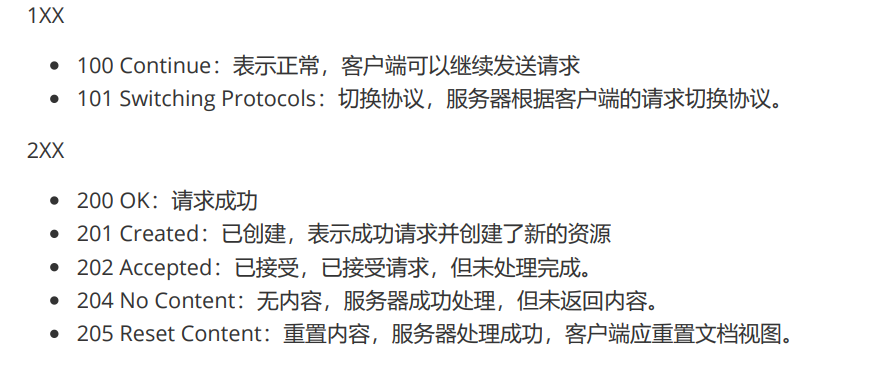 1XX
100 Continue：表示正常，客户端可以继续发送请求
101 Switching Protocols：切换协议，服务器根据客户端的请求切换协议。
2XX
200 OK：请求成功
201 Created：已创建，表示成功请求并创建了新的资源
202 Accepted：已接受，已接受请求，但未处理完成。
204 No Content：无内容，服务器成功处理，但未返回内容。
205 Reset Content：重置内容，服务器处理成功，客户端应重置文档视图。